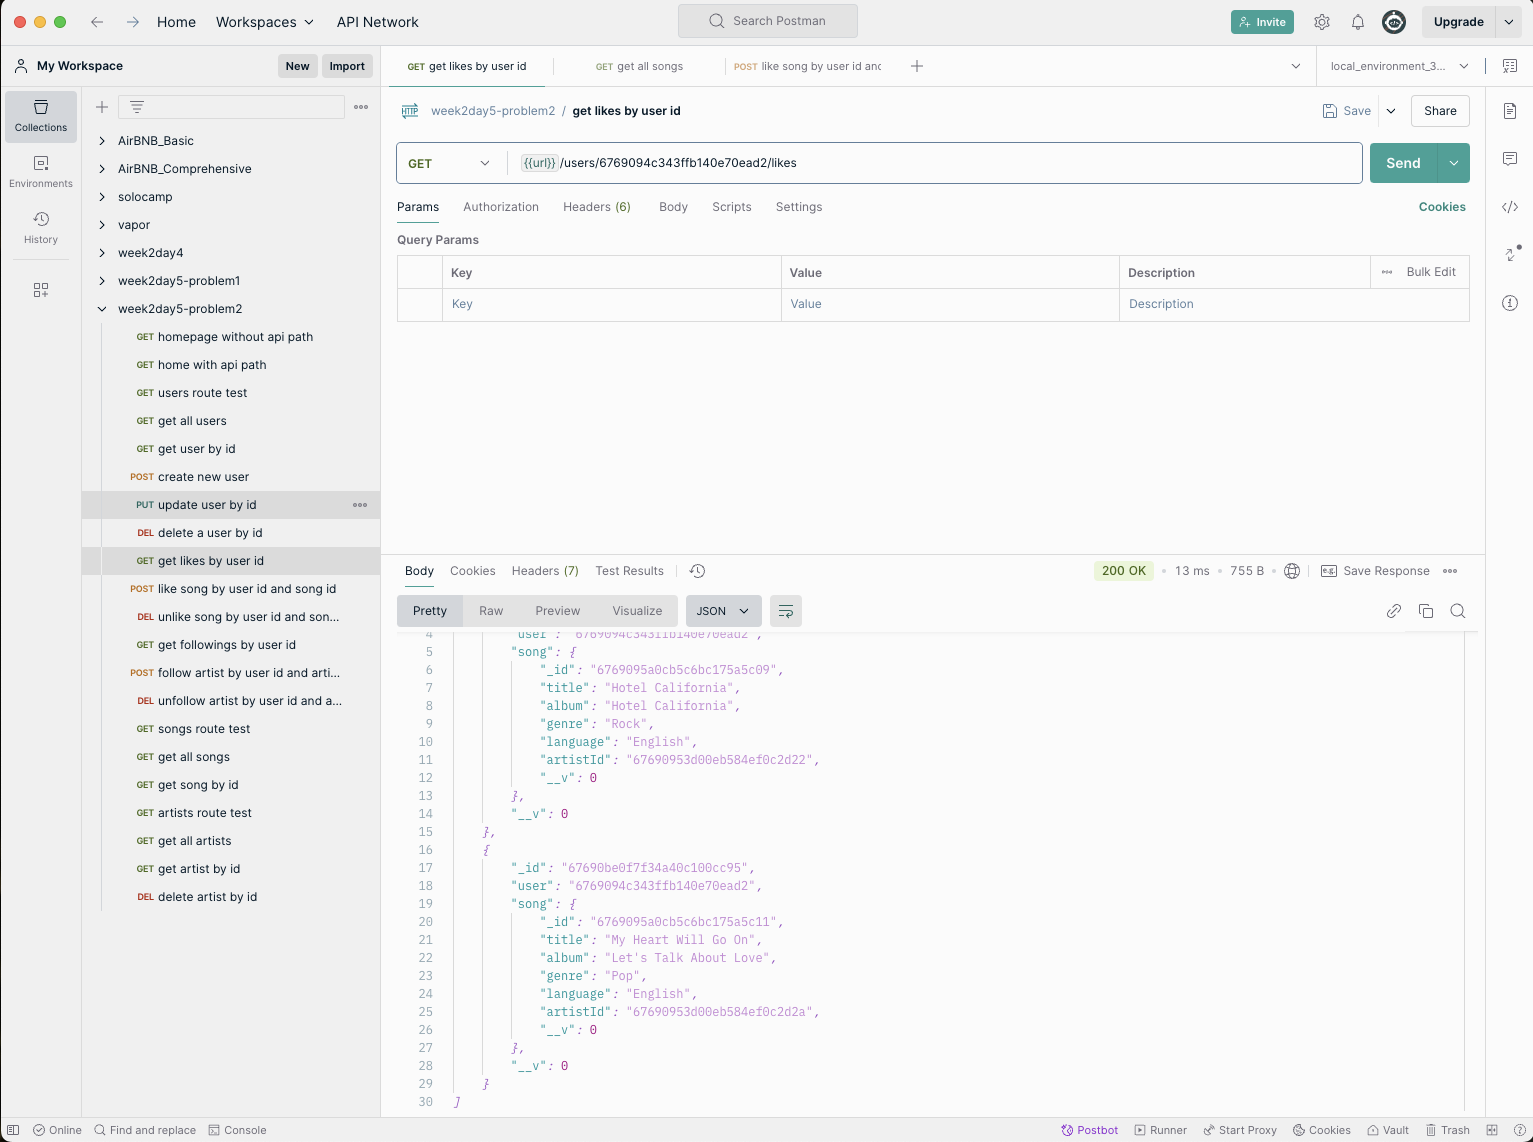 Home
Workspaces
API Network
Search Postman
Invite
Upgrade
My Workspace
New
Import
GET get likes by user id
GET get all songs
POST like song by user id and
local_environment_3...
Collections
Environments
History
AirBNB_Basic
AirBNB_Comprehensive
solocamp
vapor
week2day4
week2day5-problem1
week2day5-problem2
GET homepage without api path
GET home with api path
GET users route test
GET get all users
GET get user by id
POST create new user
PUT update user by id
DEL delete a user by id
GET get likes by user id
POST like song by user id and song id
DEL unlike song by user id and son...
GET get followings by user id
POST follow artist by user id and arti...
DEL unfollow artist by user id and a...
GET songs route test
GET get all songs
GET get song by id
GET artists route test
GET get all artists
GET get artist by id
DEL delete artist by id
HTTP week2day5-problem2 / get likes by user id
Save
Share
GET {{url}}/users/6769094c343ffb140e70ead2/likes
Send
Params Authorization Headers (6) Body Scripts Settings Cookies
Query Params
Key Value Description Bulk Edit
Key Value Description
Body Cookies Headers (7) Test Results
200 OK • 13 ms • 755 B
e.g. Save Response
Pretty Raw Preview Visualize JSON
4 "user": "6769094c343ffb140e70ead2",
5 "song": {
6 "_id": "6769095a0cb5c6bc175a5c09",
7 "title": "Hotel California",
8 "album": "Hotel California",
9 "genre": "Rock",
10 "language": "English",
11 "artistId": "67690953d00eb584ef0c2d22",
12 "__v": 0
13 },
14 "__v": 0
15 },
16 {
17 "_id": "67690be0f7f34a40c100cc95",
18 "user": "6769094c343ffb140e70ead2",
19 "song": {
20 "_id": "6769095a0cb5c6bc175a5c11",
21 "title": "My Heart Will Go On",
22 "album": "Let's Talk About Love",
23 "genre": "Pop",
24 "language": "English",
25 "artistId": "67690953d00eb584ef0c2d2a",
26 "__v": 0
27 },
28 "__v": 0
29 }
30 ]
Online
Find and replace
Console
Postbot
Runner
Start Proxy
Cookies
Vault
Trash